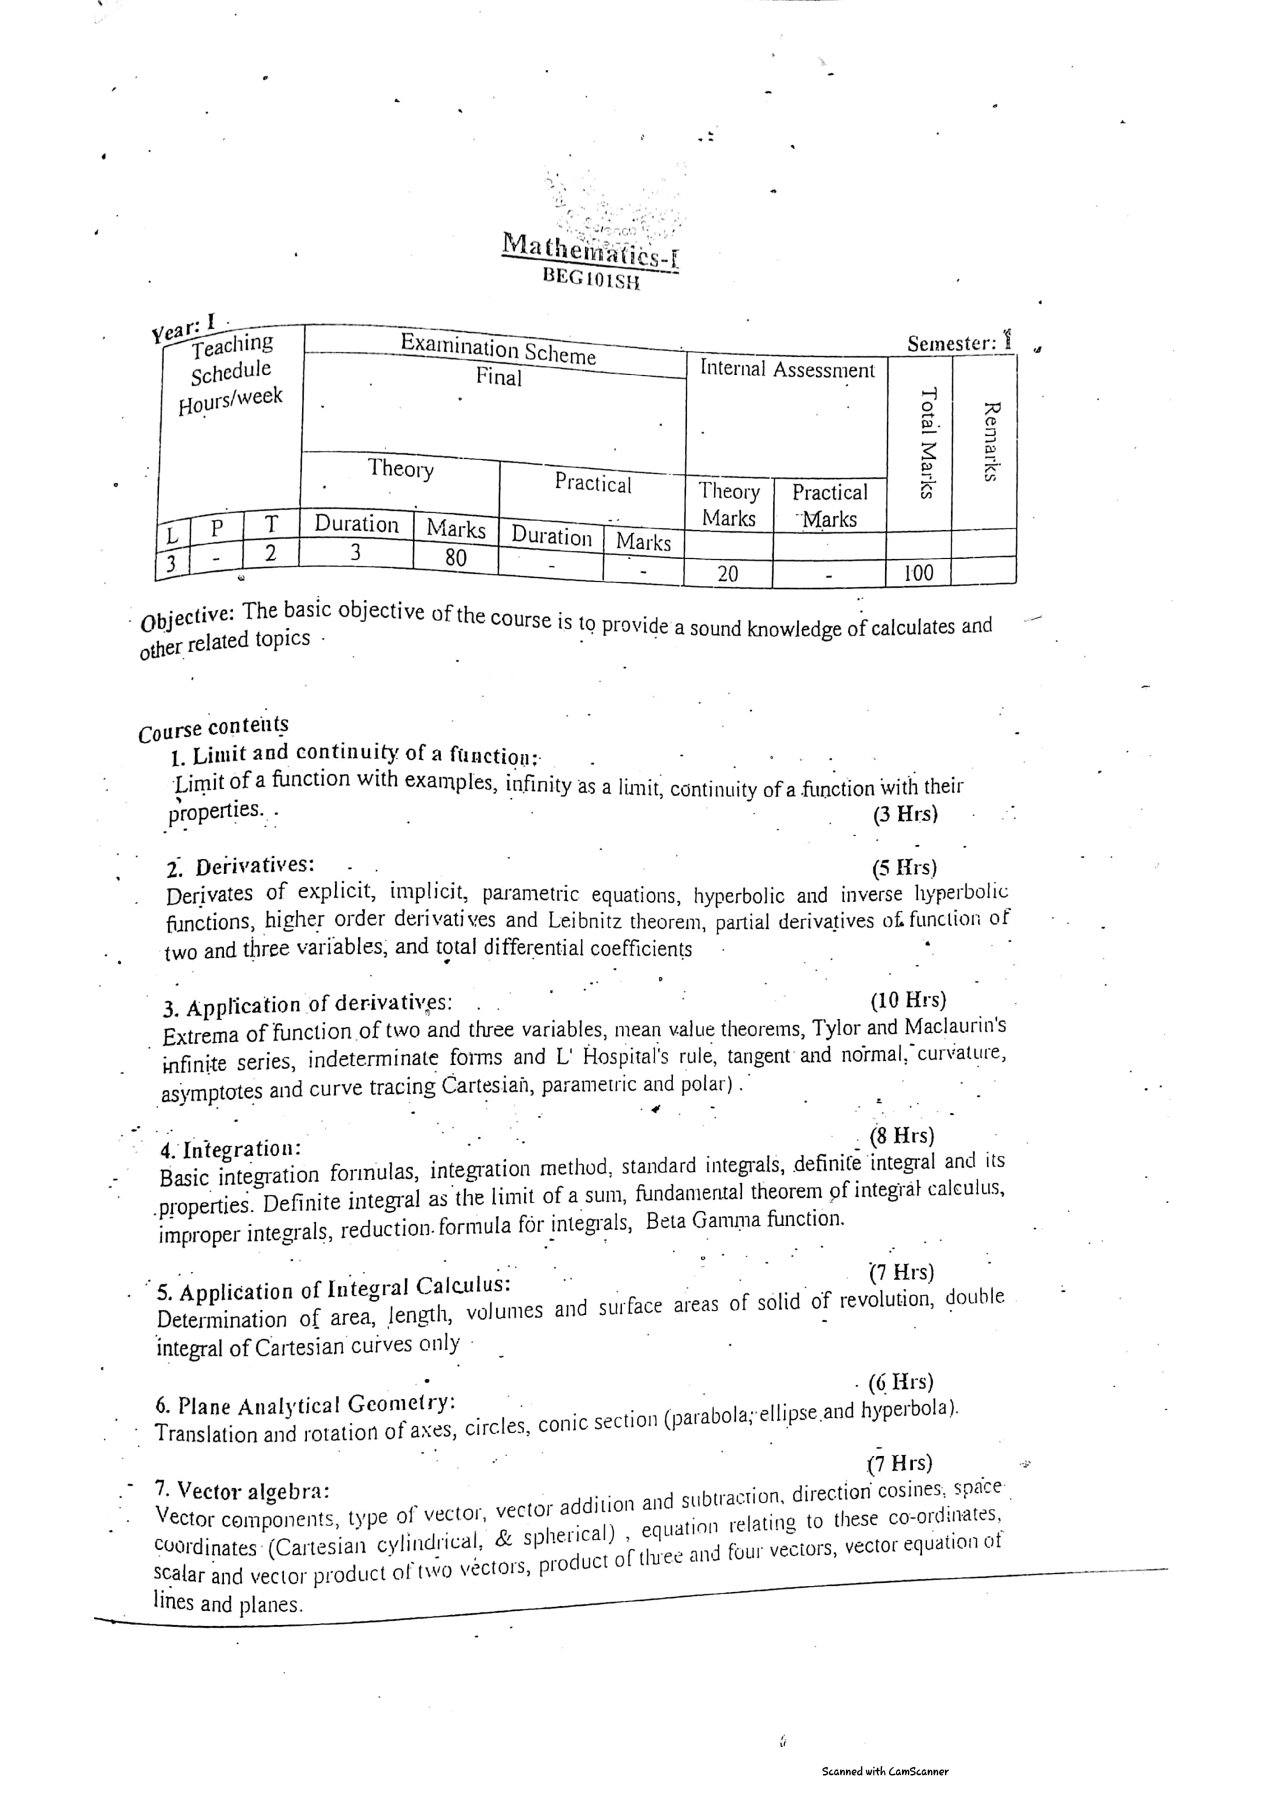 Mathematics-I
BEG101SH
Year: I
Semester: I
Teaching
Schedule
Hours/week
Examination Scheme
Final
Internal Assessment
Total Marks
Remarks
Theory
Practical
Theory
Marks
Practical
Marks
L P T Duration Marks Duration Marks
3 - 2 3 80 - - 20 - 100
Objective: The basic objective of the course is to provide a sound knowledge of calculates and
other related topics
Course contents
1. Limit and continuity of a function:
Limit of a function with examples, infinity as a limit, continuity of a function with their
properties. (3 Hrs)
2. Derivatives: (5 Hrs)
Derivates of explicit, implicit, parametric equations, hyperbolic and inverse hyperbolic
functions, higher order derivatives and Leibnitz theorem, partial derivatives of function of
two and three variables, and total differential coefficients
3. Application of derivatives: (10 Hrs)
Extrema of function of two and three variables, mean value theorems, Tylor and Maclaurin's
infinite series, indeterminate forms and L' Hospital's rule, tangent and normal, curvature,
asymptotes and curve tracing Cartesian, parametric and polar) .
4. Integration: (8 Hrs)
Basic integration formulas, integration method, standard integrals, definite integral and its
properties. Definite integral as the limit of a sum, fundamental theorem of integral calculus,
improper integrals, reduction formula for integrals, Beta Gamma function.
5. Application of Integral Calculus: (7 Hrs)
Determination of area, length, volumes and surface areas of solid of revolution, double
integral of Cartesian curves only
6. Plane Analytical Geometry: (6 Hrs)
Translation and rotation of axes, circles, conic section (parabola, ellipse and hyperbola).
7. Vector algebra: (7 Hrs)
Vector components, type of vector, vector addition and subtraction, direction cosines, space
coordinates (Cartesian cylindrical, & spherical) , equation relating to these co-ordinates,
scalar and vector product of two vectors, product of three and four vectors, vector equation of
lines and planes.
Scanned with CamScanner